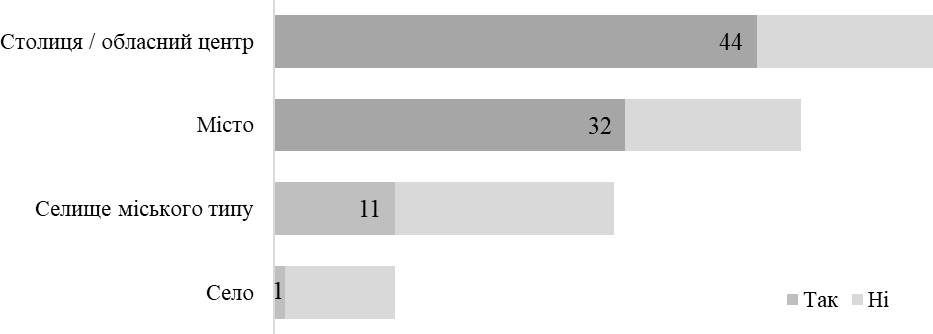 Столиця / обласний центр
44
Місто
32
Селище міського типу
11
Село
1
Так
Ні